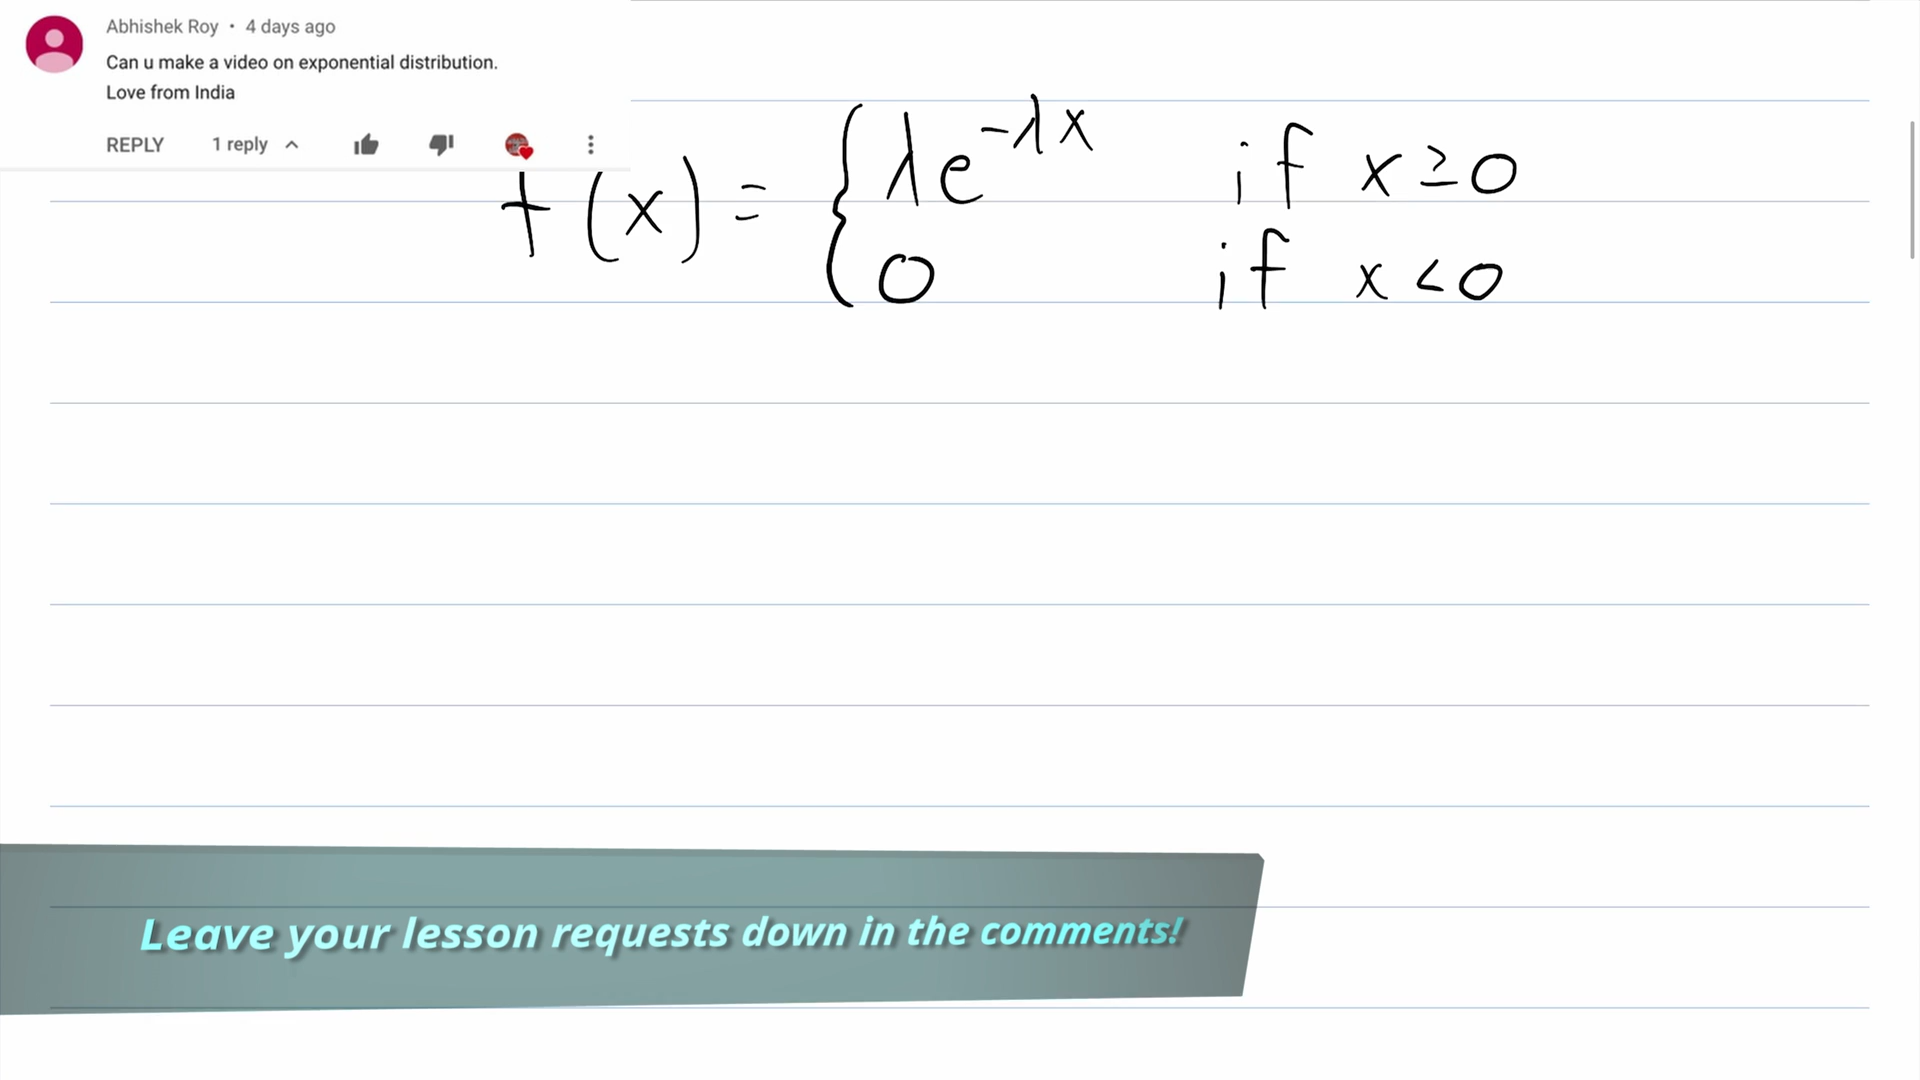 Abhishek Roy • 4 days ago
Can u make a video on exponential distribution.
Love from India
REPLY 1 reply
f(x) = { λe^{-λx} if x ≥ 0
0 if x < 0
Leave your lesson requests down in the comments!